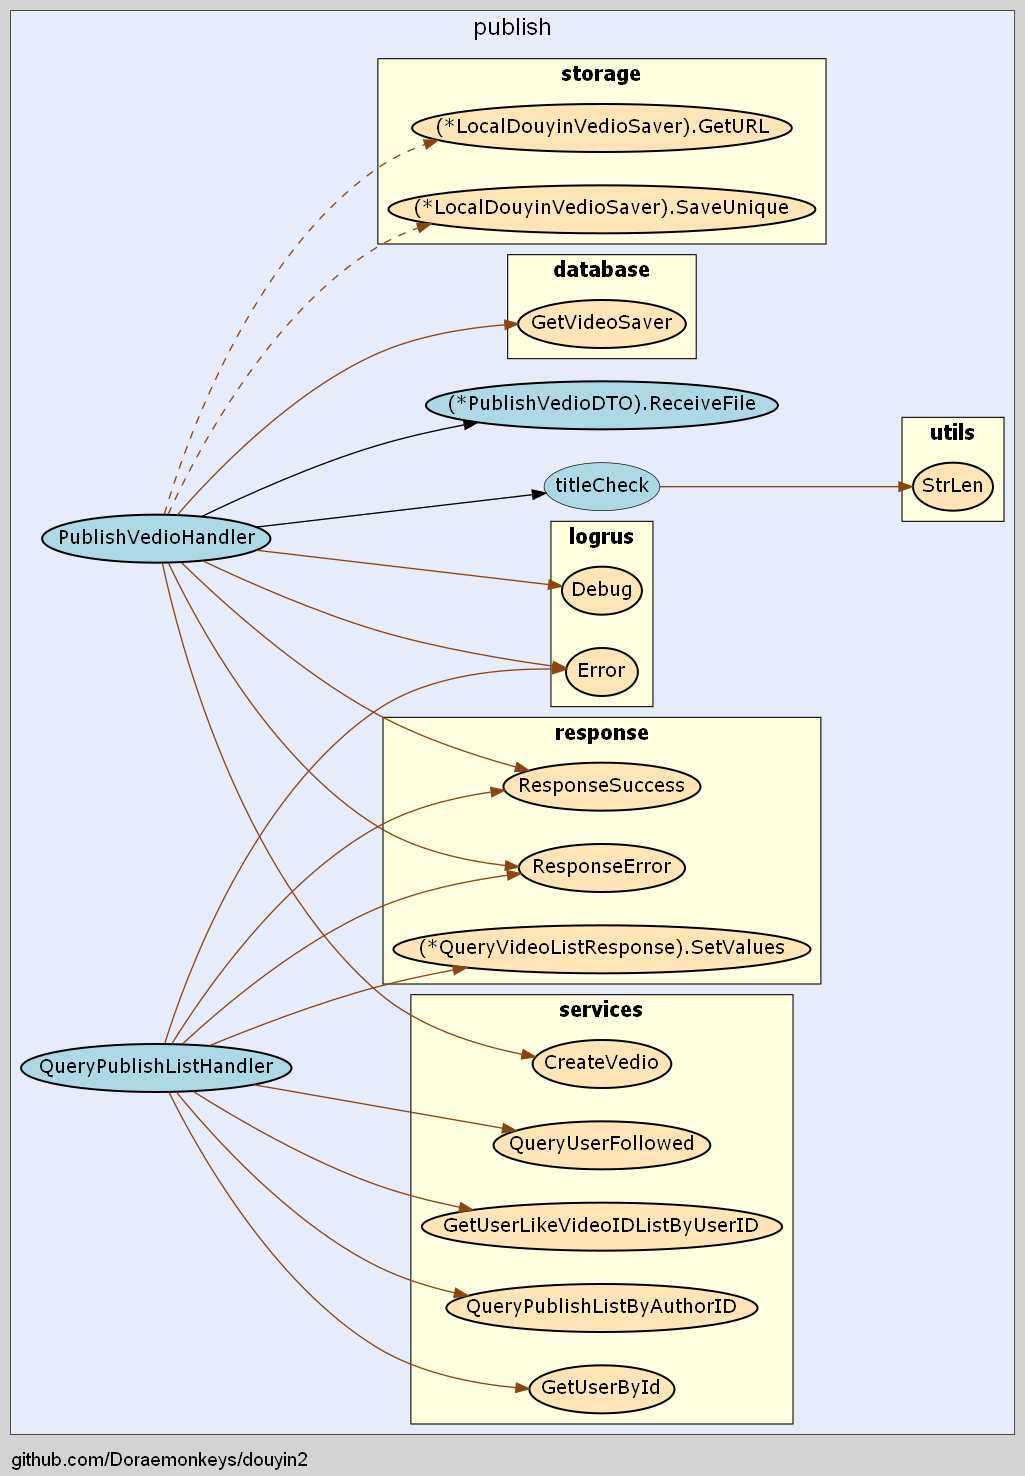 publish
storage
(*LocalDouyinVedioSaver).GetURL
(*LocalDouyinVedioSaver).SaveUnique
database
GetVideoSaver
(*PublishVedioDTO).ReceiveFile
utils
titleCheck
StrLen
PublishVedioHandler
logrus
Debug
Error
response
ResponseSuccess
ResponseError
(*QueryVideoListResponse).SetValues
services
CreateVedio
QueryPublishListHandler
QueryUserFollowed
GetUserLikeVideoIDListByUserID
QueryPublishListByAuthorID
GetUserById
github.com/Doraemonkeys/douyin2